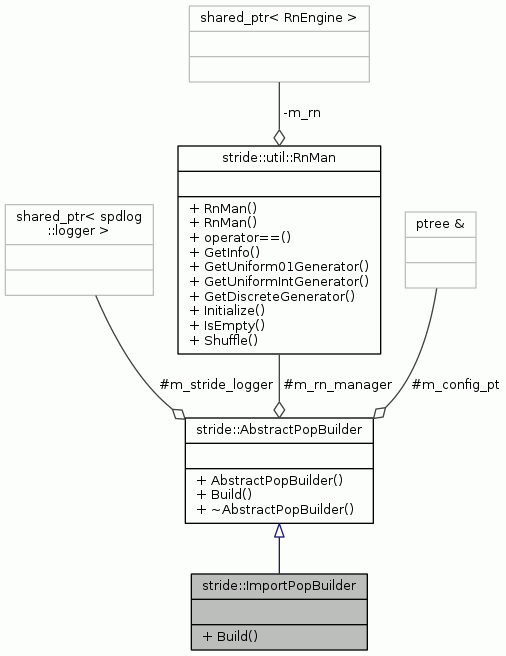 shared_ptr< RnEngine >
-m_rn
stride::util::RnMan
+ RnMan()
+ RnMan()
+ operator==()
+ GetInfo()
+ GetUniform01Generator()
+ GetUniformIntGenerator()
+ GetDiscreteGenerator()
+ Initialize()
+ IsEmpty()
+ Shuffle()
shared_ptr< spdlog
::logger >
ptree &
#m_stride_logger
#m_rn_manager
#m_config_pt
stride::AbstractPopBuilder
+ AbstractPopBuilder()
+ Build()
+ ~AbstractPopBuilder()
stride::ImportPopBuilder
+ Build()